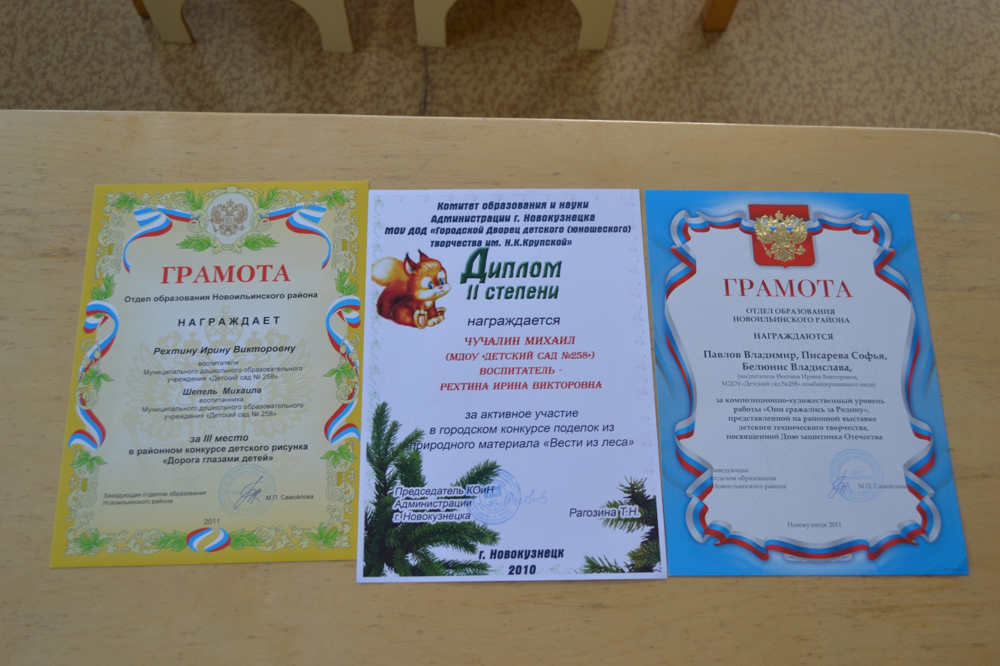 ГРАМОТА
Отдел образования Новоильинского района
НАГРАЖДАЕТ
Рехтину Ирину Викторовну
воспитателя
Муниципального дошкольного образовательного
учреждения «Детский сад № 258»
Шепель Михаила
воспитанника
Муниципального дошкольного образовательного
учреждения «Детский сад № 258»
за III место
в районном конкурсе детского рисунка
«Дорога глазами детей»
Заведующая отделом образования
Новоильинского района
М.П. Самойлова
2011
Комитет образования и науки
Администрации г. Новокузнецка
МОУ ДОД «Городской Дворец детского (юношеского)
творчества им. Н.К.Крупской»
Диплом
II степени
награждается
ЧУЧАЛИН МИХАИЛ
(МДОУ «ДЕТСКИЙ САД №258»)
ВОСПИТАТЕЛЬ -
РЕХТИНА ИРИНА ВИКТОРОВНА
за активное участие
в городском конкурсе поделок из
природного материала «Вести из леса»
Председатель КОиН
Администрации
г. Новокузнецка
Рагозина Т.Н.
г. Новокузнецк
2010
ГРАМОТА
ОТДЕЛ ОБРАЗОВАНИЯ
НОВОИЛЬИНСКОГО РАЙОНА
НАГРАЖДАЮТСЯ
Павлов Владимир, Писарева Софья,
Белюнис Владислава,
(воспитатель Рехтина Ирина Викторовна,
МДОУ«Детский сад №258» комбинированного вида)
за композиционно-художественный уровень
работы «Они сражались за Родину»,
представленной на районной выставке
детского технического творчества,
посвященной Дню защитника Отечества
Заведующая
отделом образования
Новоильинского района
ДЛЯ
ДОКУМЕНТОВ
М.П. Самойлова
Новокузнецк 2011